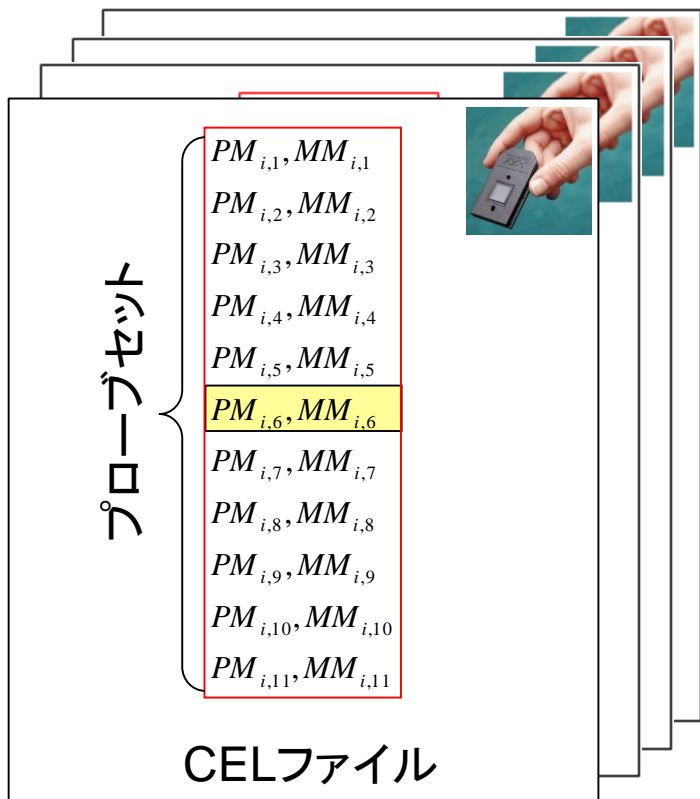 プローブセット
PM i,1, MM i,1
PM i,2, MM i,2
PM i,3, MM i,3
PM i,4, MM i,4
PM i,5, MM i,5
PM i,6, MM i,6
PM i,7, MM i,7
PM i,8, MM i,8
PM i,9, MM i,9
PM i,10, MM i,10
PM i,11, MM i,11
CELファイル